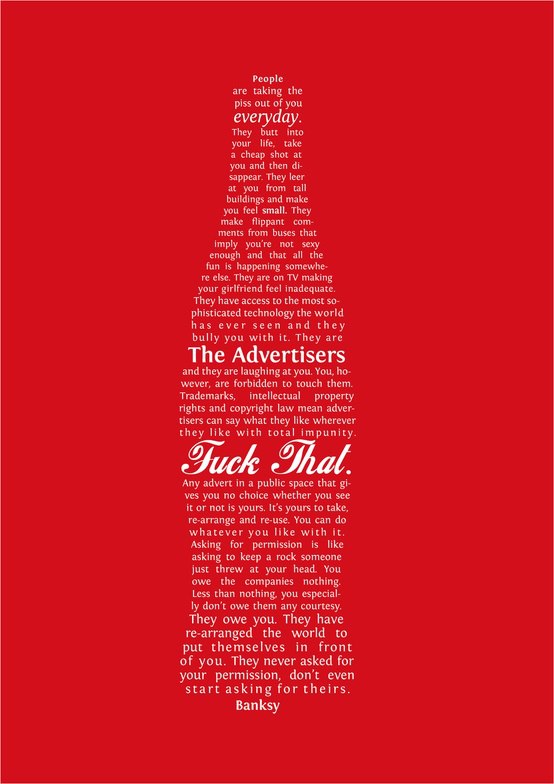 People
are taking the
piss out of you
everyday.
They butt into
your life, take
a cheap shot at
you and then di-
sappear. They leer
at you from tall
buildings and make
you feel small. They
make flippant com-
ments from buses that
imply you're not sexy
enough and that all the
fun is happening somewhe-
re else. They are on TV making
your girlfriend feel inadequate.
They have access to the most so-
phisticated technology the world
has ever seen and they
bully you with it. They are
The Advertisers
and they are laughing at you. You, ho-
wever, are forbidden to touch them.
Trademarks, intellectual property
rights and copyright law mean adver-
tisers can say what they like wherever
they like with total impunity.
Fuck That.
Any advert in a public space that gi-
ves you no choice whether you see
it or not is yours. It's yours to take,
re-arrange and re-use. You can do
whatever you like with it.
Asking for permission is like
asking to keep a rock someone
just threw at your head. You
owe the companies nothing.
Less than nothing, you especial-
ly don't owe them any courtesy.
They owe you. They have
re-arranged the world to
put themselves in front
of you. They never asked for
your permission, don't even
start asking for theirs.
Banksy